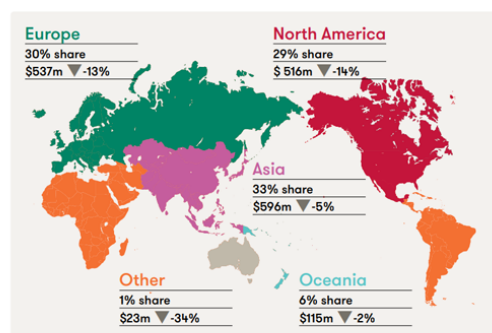 Europe
30% share
$537m ▼-13%
North America
29% share
$ 516m ▼-14%
Asia
33% share
$596m ▼-5%
Other
1% share
$23m ▼-34%
Oceania
6% share
$115m ▼-2%